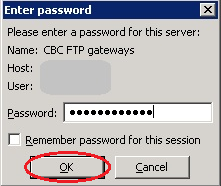 Enter password
Please enter a password for this server:
Name: CBC FTP gateways
Host:
User:
Password: ••••••••••••
Remember password for this session
OK Cancel